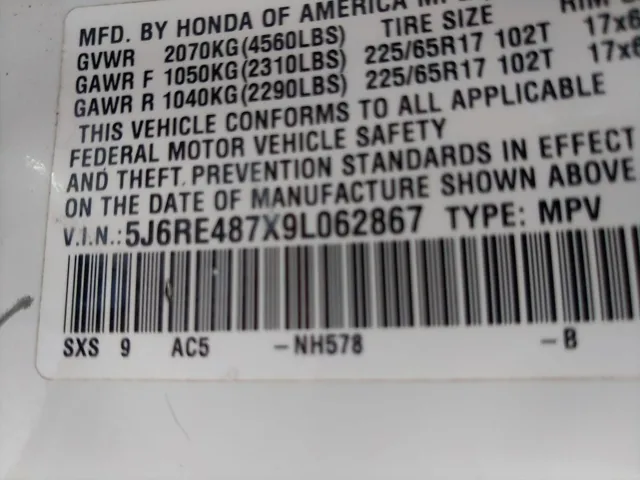 MFD. BY HONDA OF AMERICA
GVWR 2070KG(4560LBS) TIRE SIZE
GAWR F 1050KG(2310LBS) 225/65R17 102T 17x6
GAWR R 1040KG(2290LBS) 225/65R17 102T 17x6
THIS VEHICLE CONFORMS TO ALL APPLICABLE
FEDERAL MOTOR VEHICLE SAFETY
AND THEFT PREVENTION STANDARDS IN EFFECT
ON THE DATE OF MANUFACTURE SHOWN ABOVE
V.I.N.: 5J6RE487X9L062867 TYPE: MPV
SXS 9 AC5 -NH578 -B